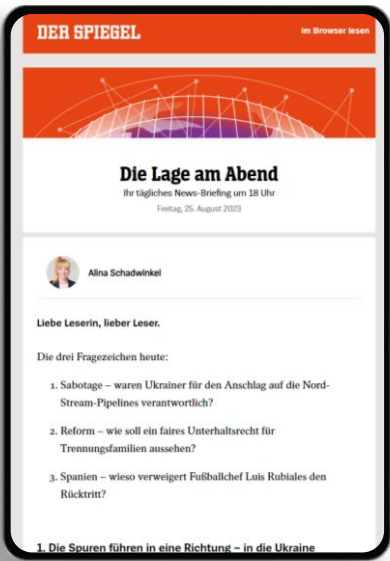 DER SPIEGEL
Im Browser lesen
Die Lage am Abend
Ihr tägliches News-Briefing um 18 Uhr
Freitag, 25. August 2023
Alina Schadwinkel
Liebe Leserin, lieber Leser.
Die drei Fragezeichen heute:
1. Sabotage – waren Ukrainer für den Anschlag auf die Nord-
Stream-Pipelines verantwortlich?
2. Reform – wie soll ein faires Unterhaltsrecht für
Trennungsfamilien aussehen?
3. Spanien – wieso verweigert Fußballchef Luis Rubiales den
Rücktritt?
1. Die Spuren führen in eine Richtung – in die Ukraine